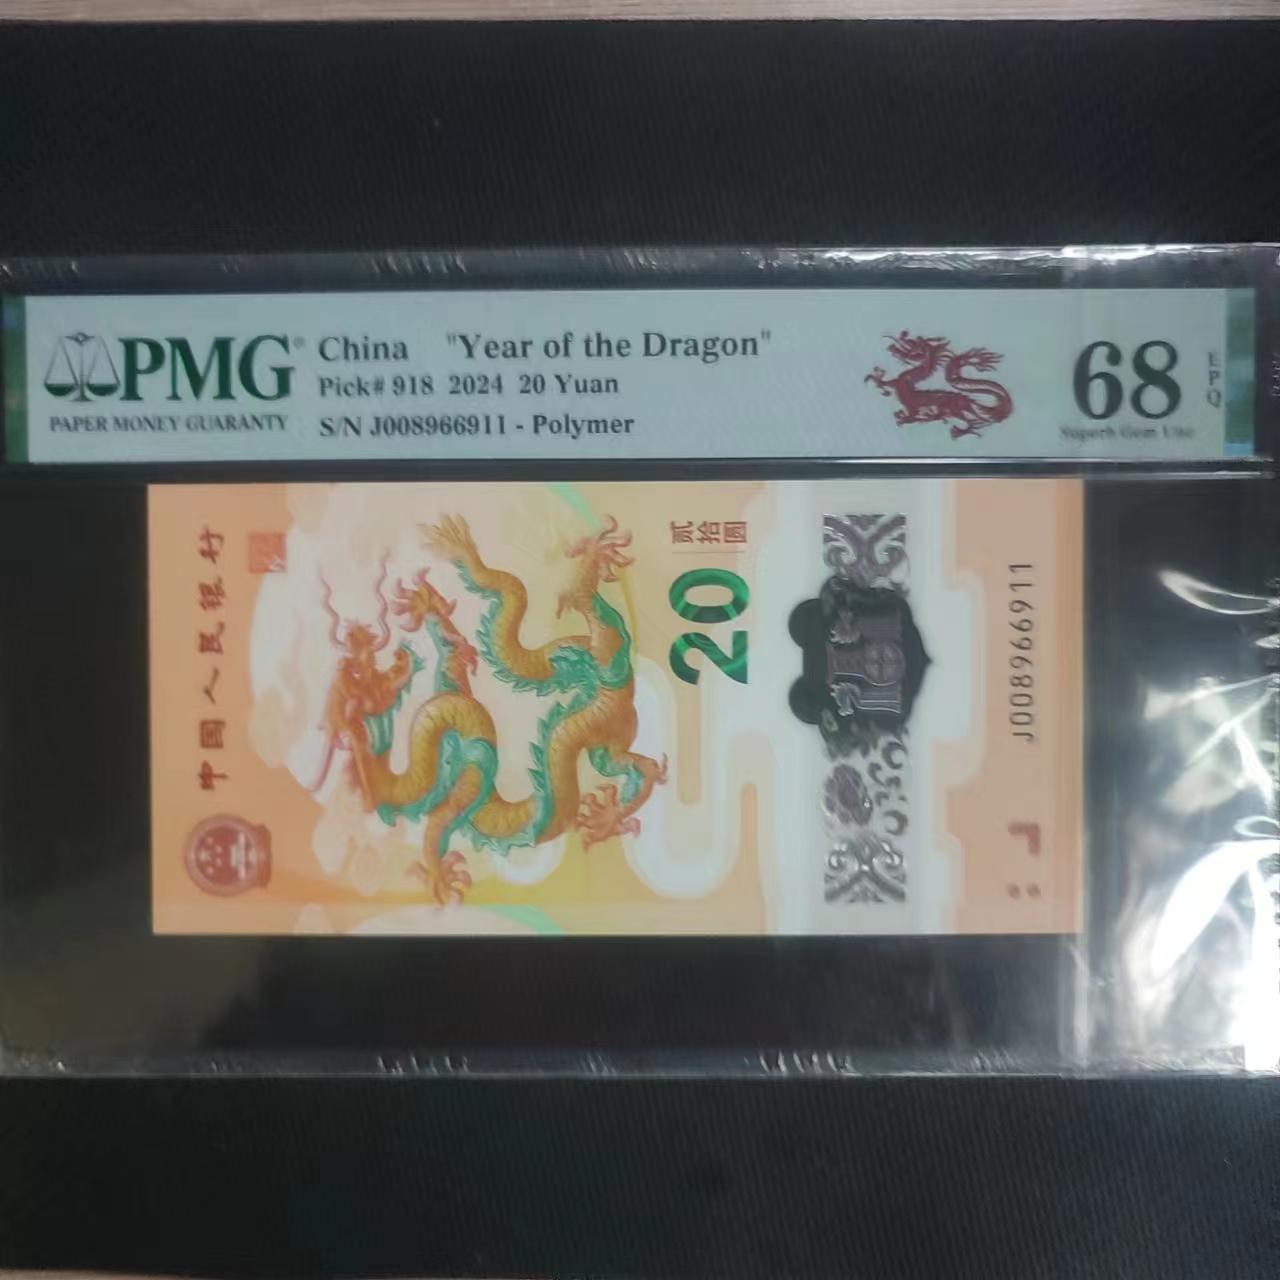 PMG®
PAPER MONEY GUARANTY
China "Year of the Dragon"
Pick# 918 2024 20 Yuan
S/N J008966911 - Polymer
68
EPQ
Superb Gem Unc
中国人民银行
贰拾圆
20
J008966911